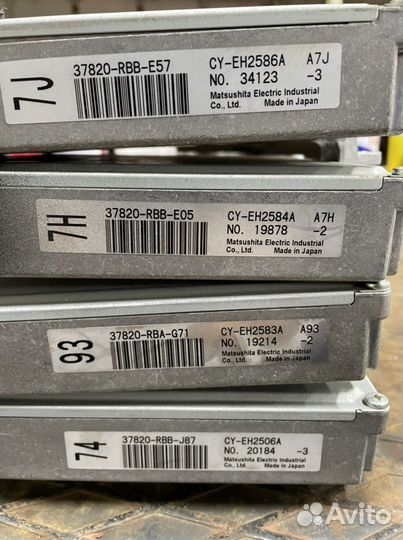 7J
37820-RBB-E57
CY-EH2586A A7J
NO. 34123 -3
Matsushita Electric Industrial
Co., Ltd. Made in Japan
7H
37820-RBB-E05
CY-EH2584A A7H
NO. 19878 -2
Matsushita Electric Industrial
Co., Ltd. Made in Japan
93
37820-RBA-G71
CY-EH2583A A93
NO. 19214 -2
Matsushita Electric Industrial
Co., Ltd. Made in Japan
74
37820-RBB-J87
CY-EH2506A
NO. 20184 -3
Matsushita Electric Industrial
Co., Ltd. Made in Japan
Avito